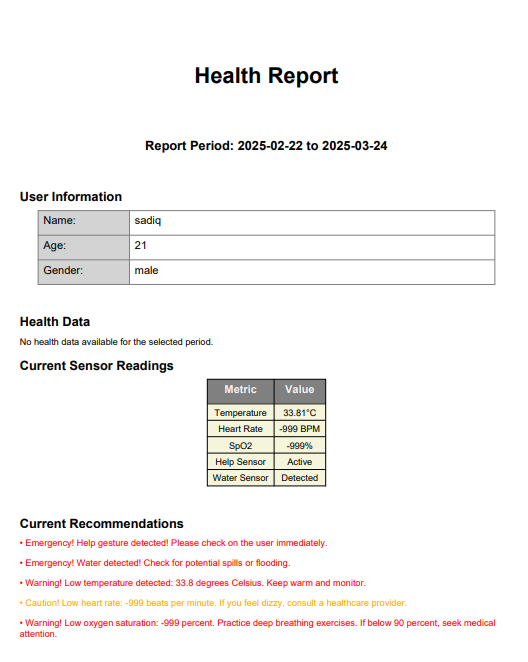 Health Report
Report Period: 2025-02-22 to 2025-03-24
User Information
Name: sadiq
Age: 21
Gender: male
Health Data
No health data available for the selected period.
Current Sensor Readings
Metric Value
Temperature 33.81°C
Heart Rate -999 BPM
SpO2 -999%
Help Sensor Active
Water Sensor Detected
Current Recommendations
• Emergency! Help gesture detected! Please check on the user immediately.
• Emergency! Water detected! Check for potential spills or flooding.
• Warning! Low temperature detected: 33.8 degrees Celsius. Keep warm and monitor.
• Caution! Low heart rate: -999 beats per minute. If you feel dizzy, consult a healthcare provider.
• Warning! Low oxygen saturation: -999 percent. Practice deep breathing exercises. If below 90 percent, seek medical
attention.